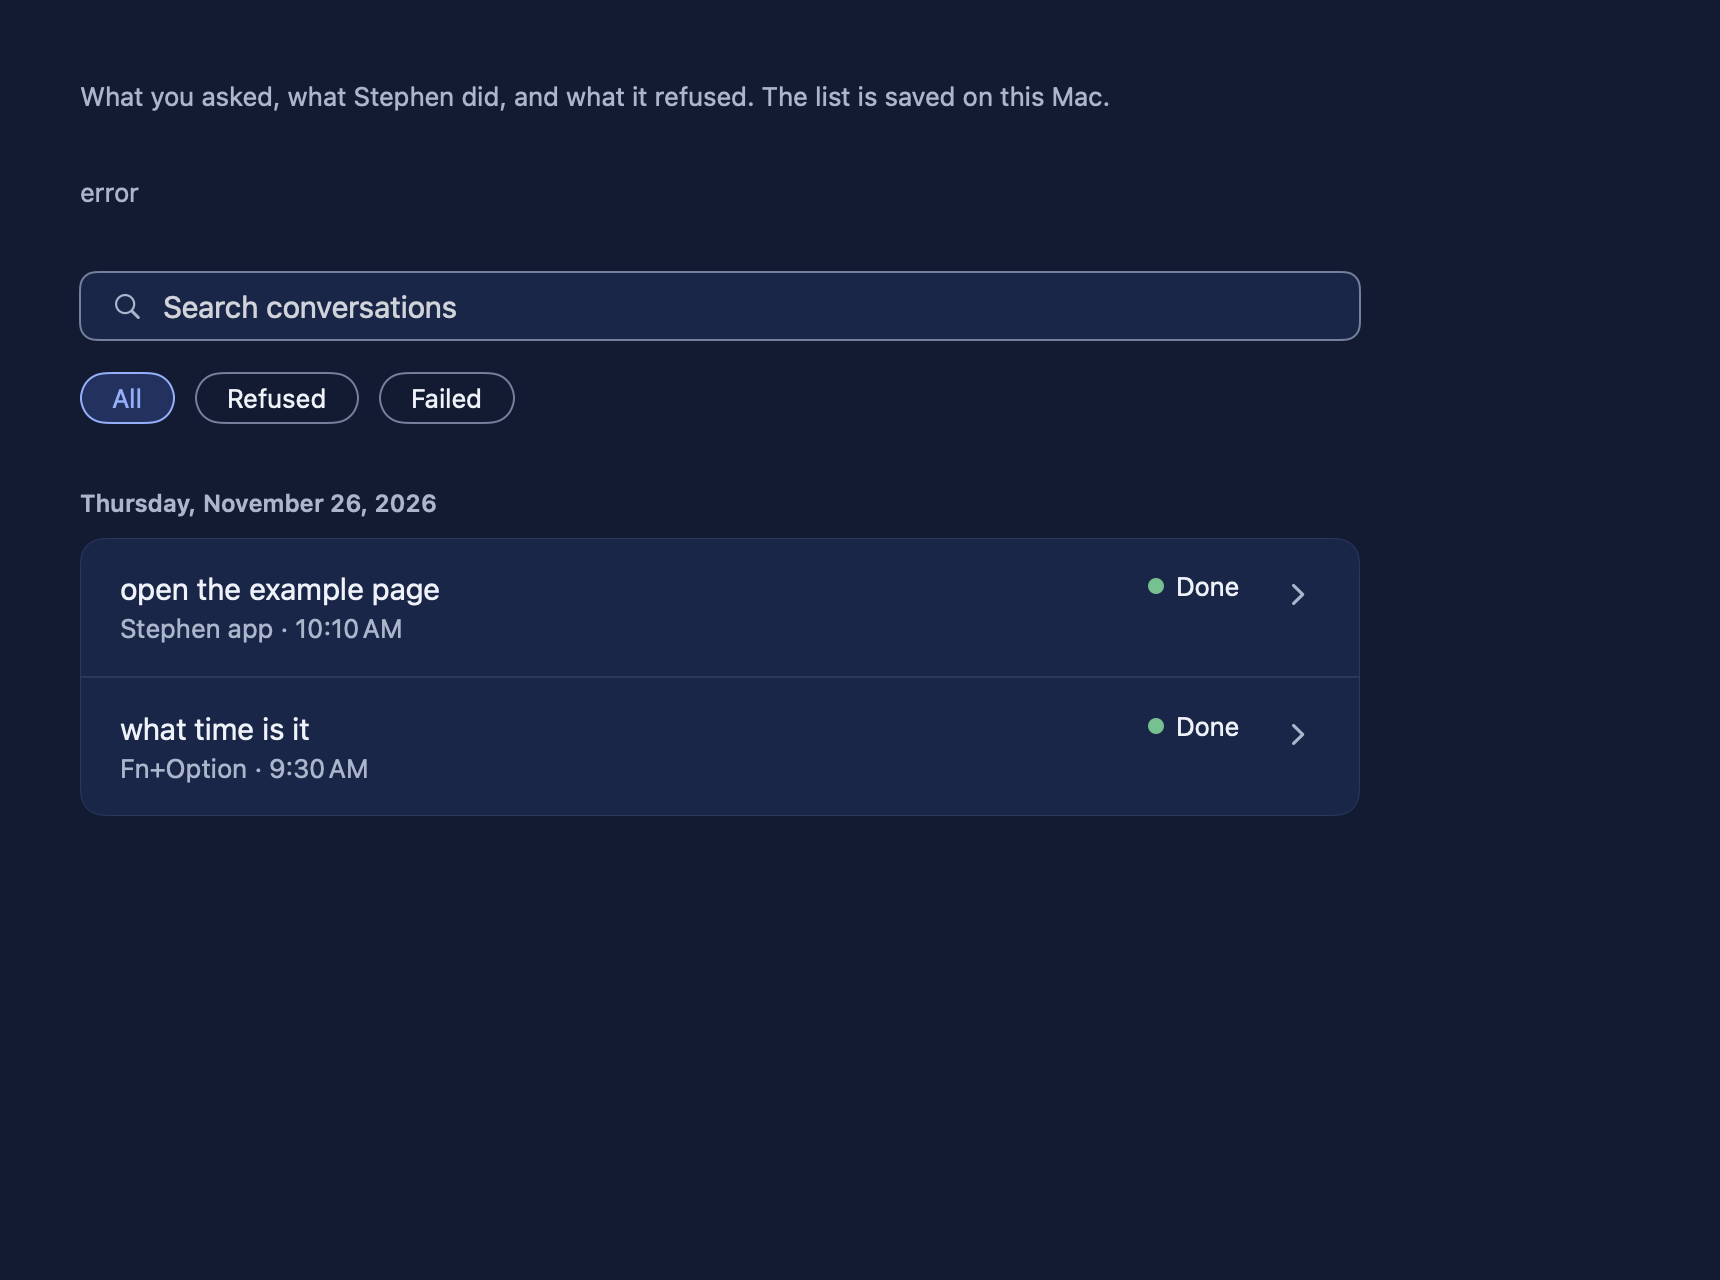 What you asked, what Stephen did, and what it refused. The list is saved on this Mac.
error
Search conversations
All
Refused
Failed
Thursday, November 26, 2026
open the example page
Done
Stephen app · 10:10 AM
what time is it
Done
Fn+Option · 9:30 AM